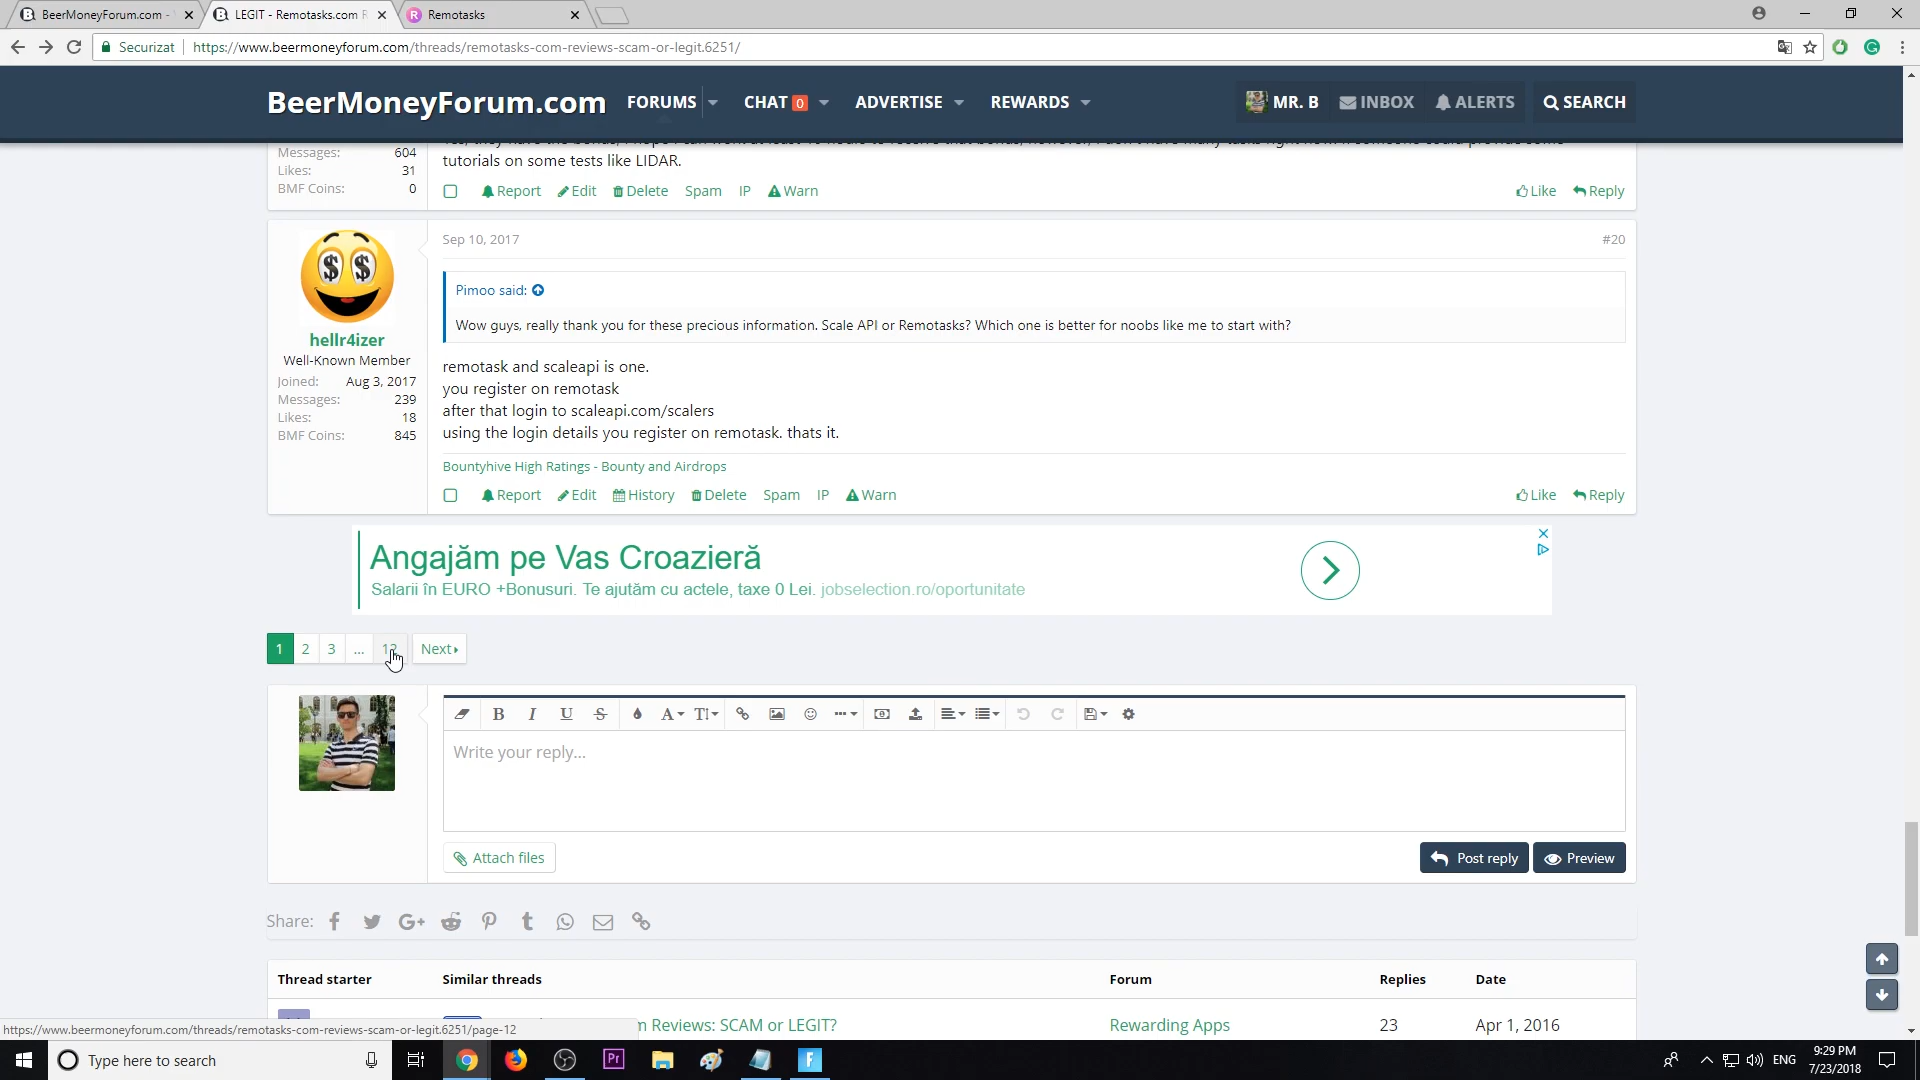 BeerMoneyForum.com -
LEGIT - Remotasks.com R
Remotasks
Securizat
https://www.beermoneyforum.com/threads/remotasks-com-reviews-scam-or-legit.6251/
BeerMoneyForum.com
FORUMS
CHAT 0
ADVERTISE
REWARDS
MR. B
INBOX
ALERTS
SEARCH
Messages: 604
Likes: 31
BMF Coins: 0
tutorials on some tests like LIDAR.
Report Edit Delete Spam IP Warn
Like Reply
Sep 10, 2017
#20
hellr4izer
Well-Known Member
Joined: Aug 3, 2017
Messages: 239
Likes: 18
BMF Coins: 845
Pimoo said:
Wow guys, really thank you for these precious information. Scale API or Remotasks? Which one is better for noobs like me to start with?
remotask and scaleapi is one.
you register on remotask
after that login to scaleapi.com/scalers
using the login details you register on remotask. thats it.
Bountyhive High Ratings - Bounty and Airdrops
Report Edit History Delete Spam IP Warn
Like Reply
Angajăm pe Vas Croazieră
Salarii în EURO +Bonusuri. Te ajutăm cu actele, taxe 0 Lei. jobselection.ro/oportunitate
1 2 3 ... 12 Next
Write your reply...
Attach files
Post reply
Preview
Share:
Thread starter
Similar threads
Forum
Replies
Date
m Reviews: SCAM or LEGIT?
Rewarding Apps
23
Apr 1, 2016
https://www.beermoneyforum.com/threads/remotasks-com-reviews-scam-or-legit.6251/page-12
Type here to search
ENG
9:29 PM
7/23/2018